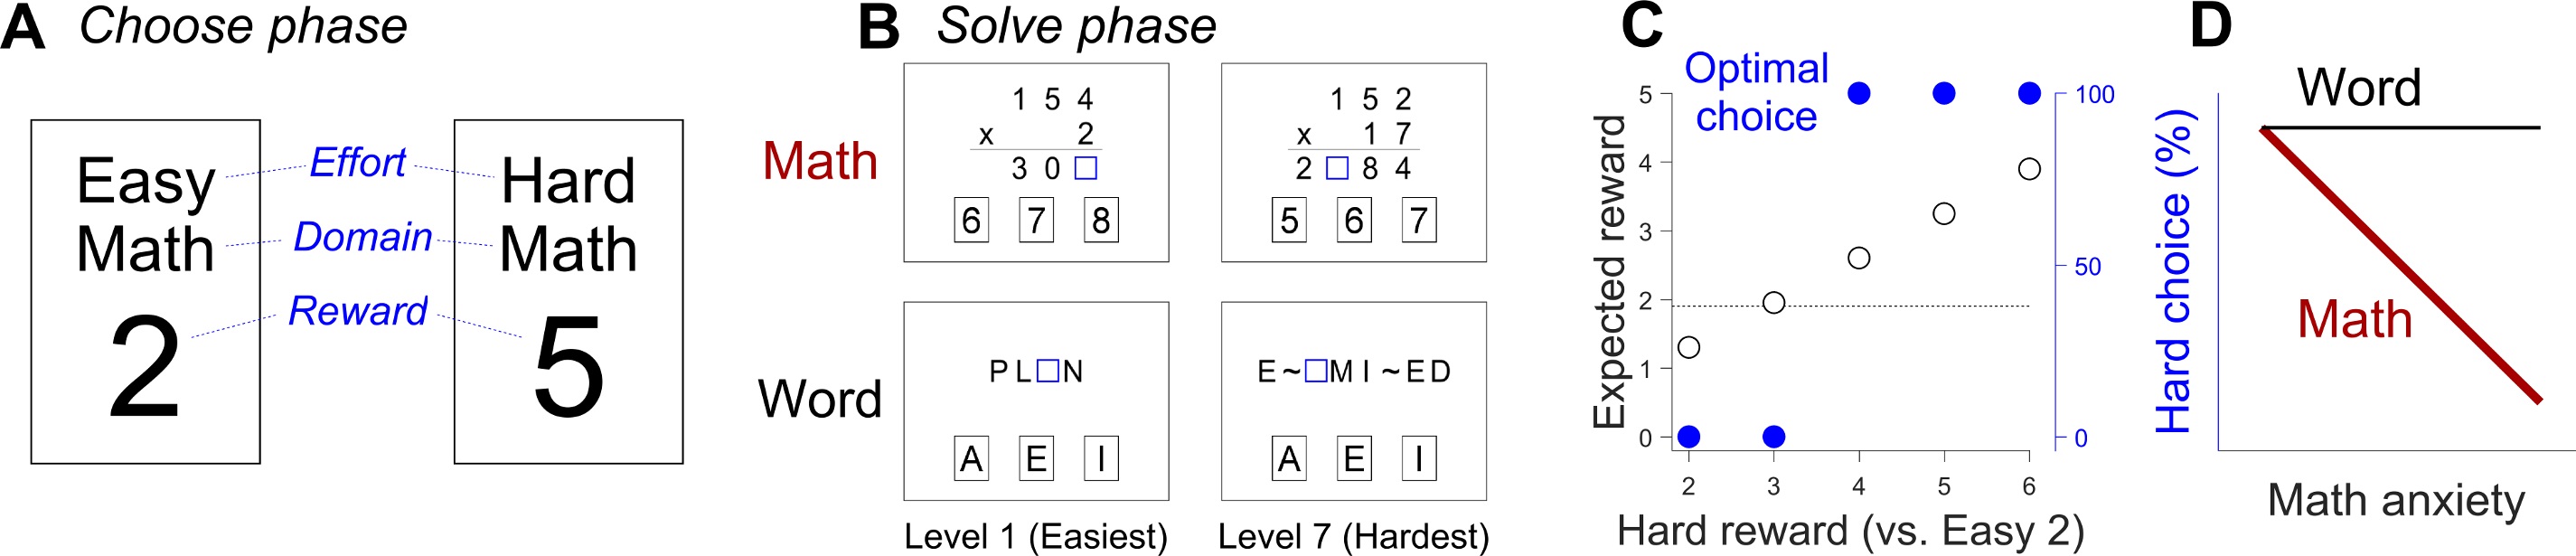 A Choose phase
Easy
Math
2
Effort
Domain
Reward
Hard
Math
5
B Solve phase
Math
1 5 4
x 2
3 0 □
6 7 8
1 5 2
x 1 7
2 □ 8 4
5 6 7
Word
P L □ N
A E I
E ~ □ M I ~ E D
A E I
Level 1 (Easiest)
Level 7 (Hardest)
C
Optimal
choice
Expected reward
5
4
3
2
1
0
100
50
0
2 3 4 5 6
Hard reward (vs. Easy 2)
D
Hard choice (%)
Word
Math
Math anxiety